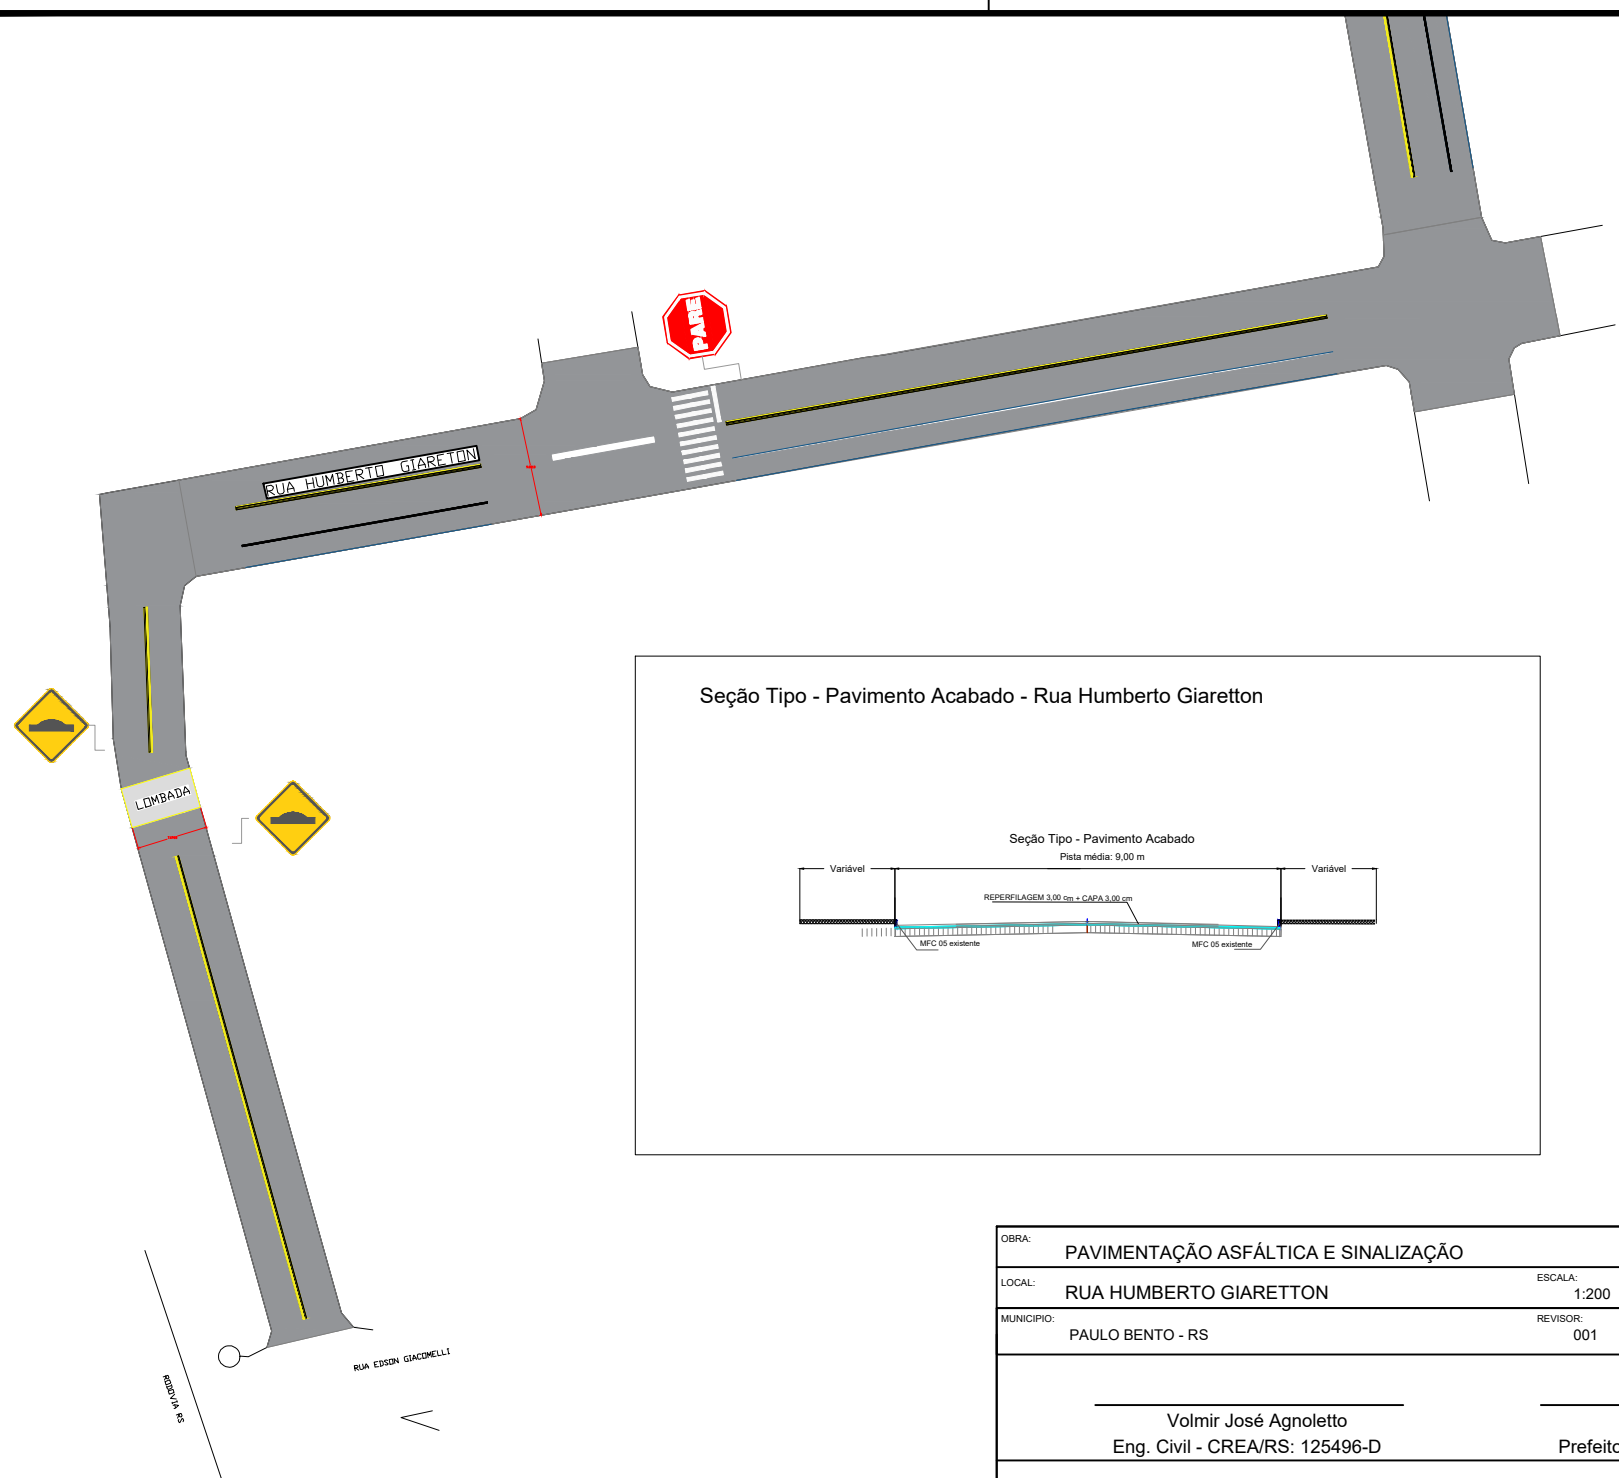 PARE
RUA HUMBERTO GIARETON
LOMBADA
Seção Tipo - Pavimento Acabado - Rua Humberto Giaretton
Seção Tipo - Pavimento Acabado
Pista média: 9,00 m
Variável
Variável
REPERFILAGEM 3,00 cm + CAPA 3,00 cm
MFC 05 existente
MFC 05 existente
RUA EDSON GIACOMELLI
RODOVIA RS
OBRA:
PAVIMENTAÇÃO ASFÁLTICA E SINALIZAÇÃO
LOCAL:
RUA HUMBERTO GIARETTON
ESCALA:
1:200
MUNICIPIO:
PAULO BENTO - RS
REVISOR:
001
Volmir José Agnoletto
Eng. Civil - CREA/RS: 125496-D
Prefeito